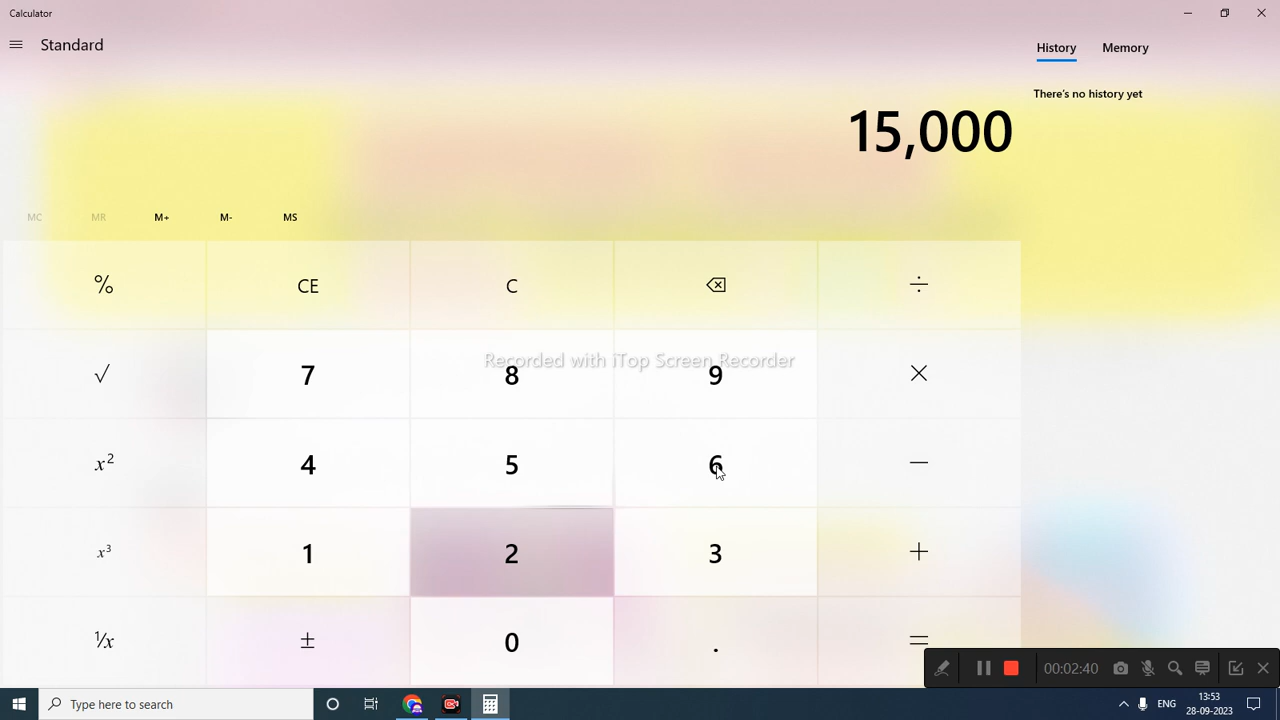 Calculator
Standard
History Memory
There's no history yet
15,000
MC MR M+ M- MS
% CE C ÷
√ 7 8 9 ×
Recorded with iTop Screen Recorder
x² 4 5 6 −
x³ 1 2 3 +
¹/x ± 0 . =
00:02:40
Type here to search
ENG
13:53
28-09-2023